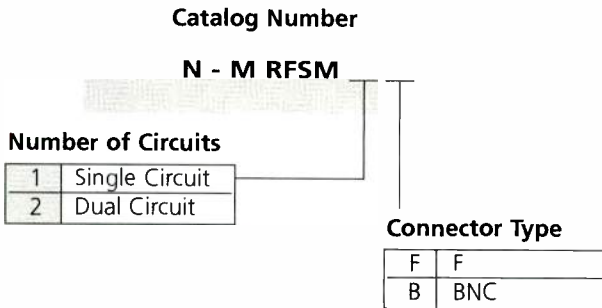 Catalog Number
N - M RFSM _ _
Number of Circuits
1 Single Circuit
2 Dual Circuit
Connector Type
F F
B BNC